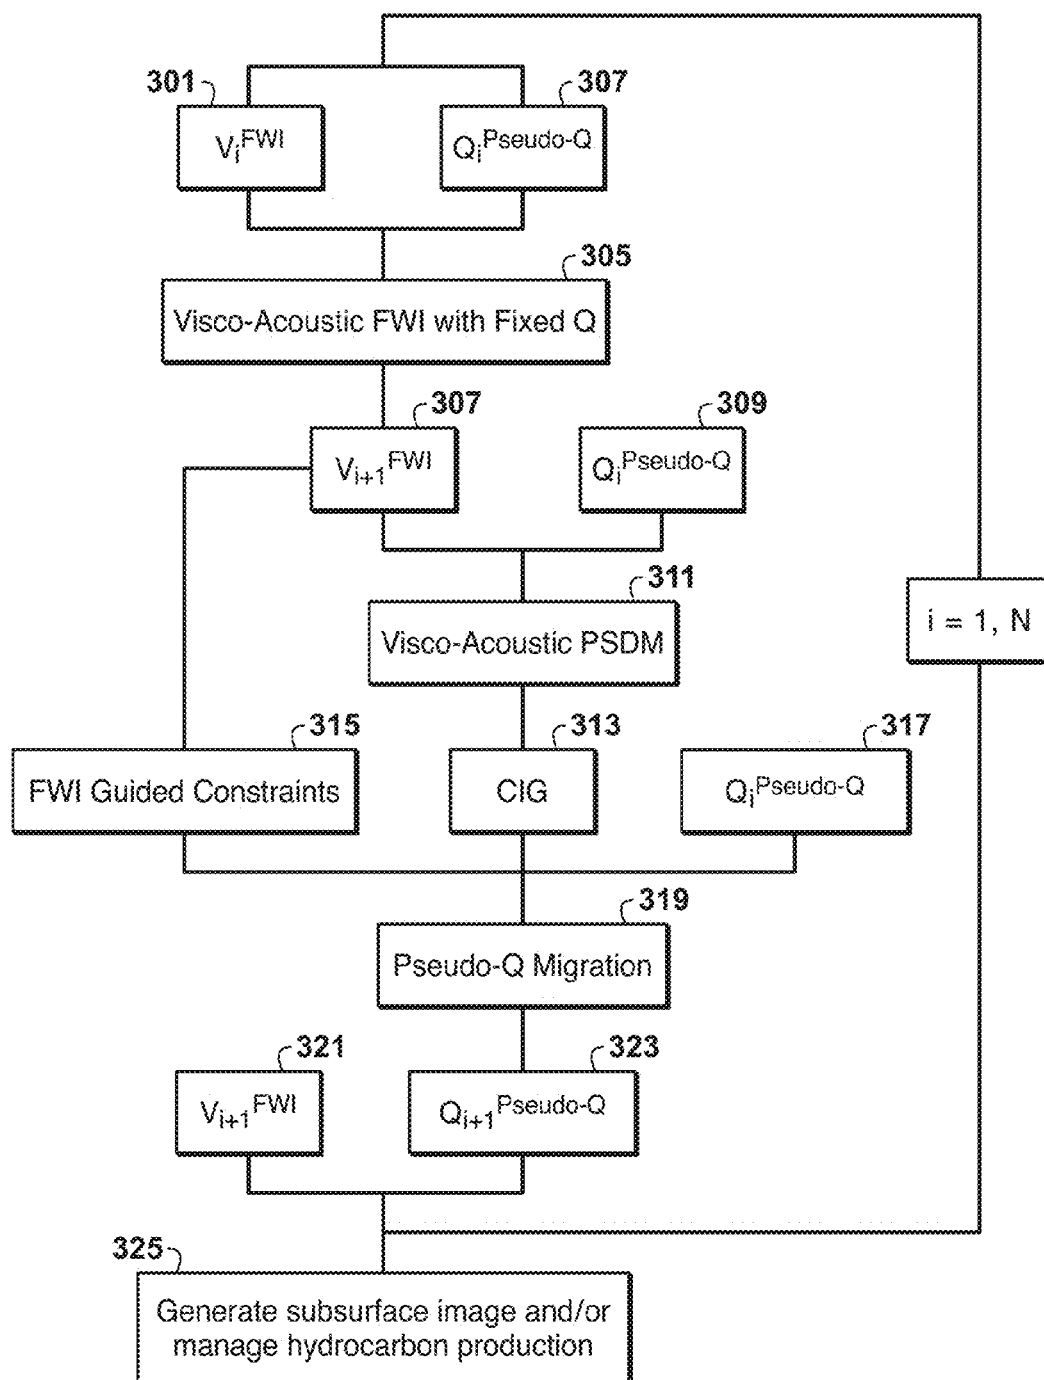 301
307
V_i^FWI
Q_i^Pseudo-Q
305
Visco-Acoustic FWI with Fixed Q
307
309
V_i+1^FWI
Q_i^Pseudo-Q
311
Visco-Acoustic PSDM
i = 1, N
315
313
317
FWI Guided Constraints
CIG
Q_i^Pseudo-Q
319
Pseudo-Q Migration
321
323
V_i+1^FWI
Q_i+1^Pseudo-Q
325
Generate subsurface image and/or
manage hydrocarbon production